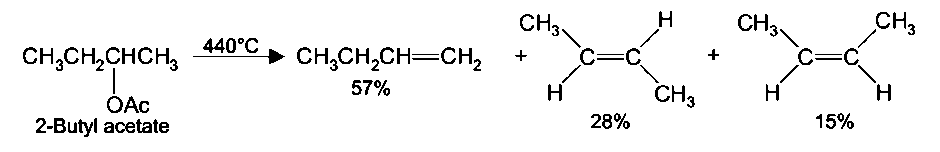 CH₃CH₂CHCH₃ 440°C CH₃CH₂CH=CH₂ + CH₃ H C=C H CH₃ + CH₃ CH₃ C=C H H
OAc 57% 28% 15%
2-Butyl acetate